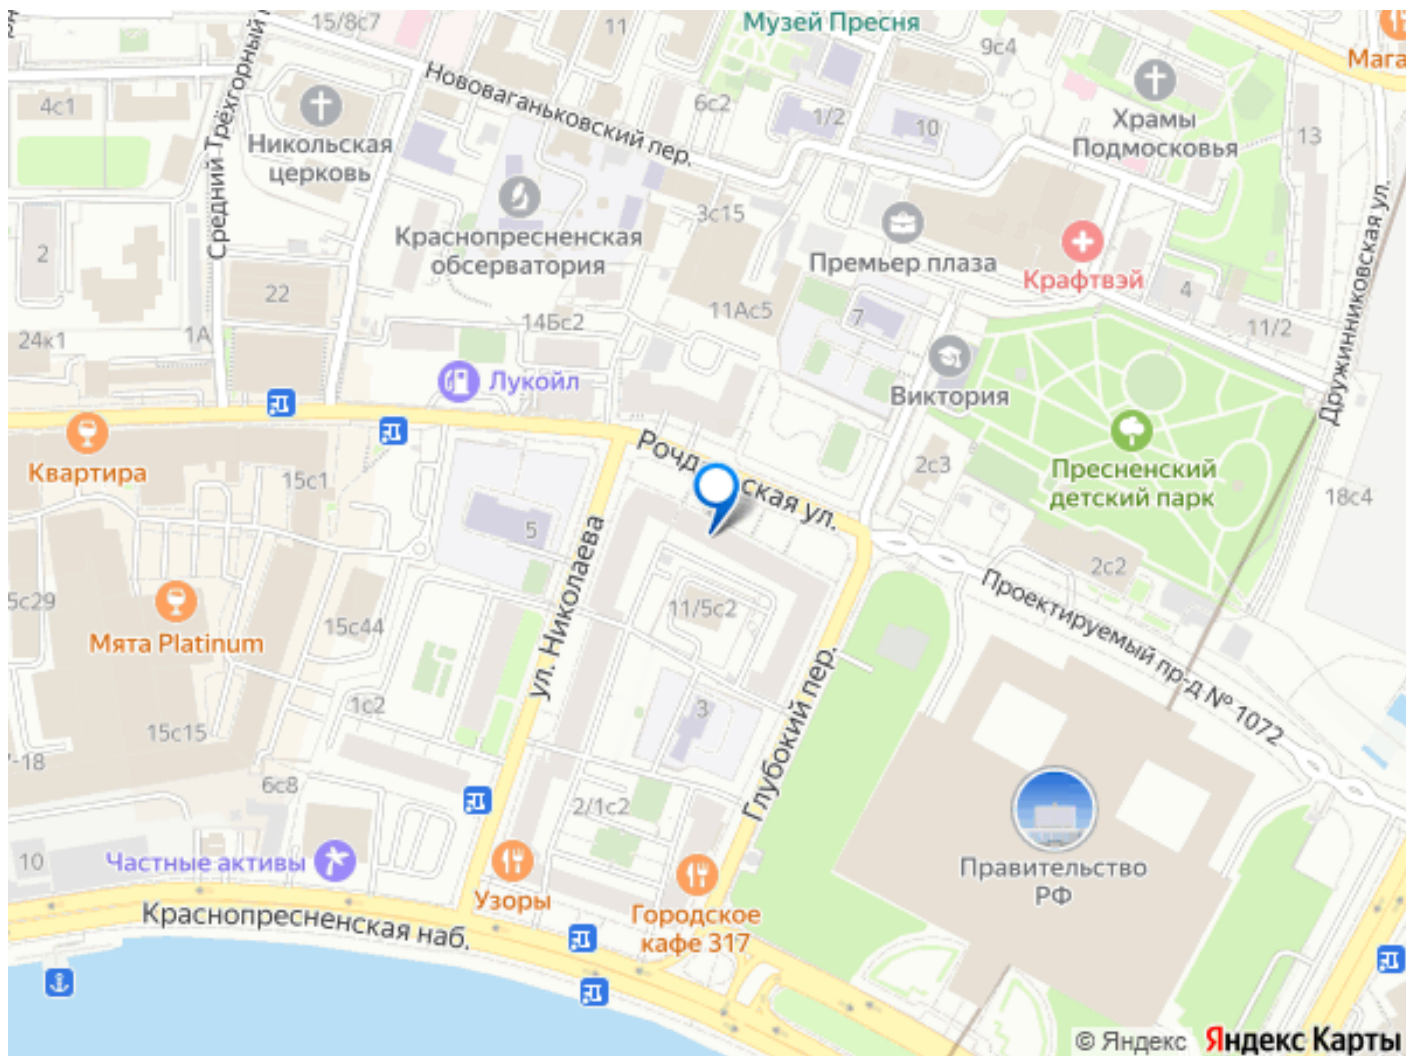 15/8с7
11
Музей Пресня
9с4
Мага
Нововаганьковский пер.
4с1
6с2
1/2
10
Храмы
Подмосковья
13
Никольская
церковь
Средний Трёхгорный
Дружинниковская ул.
2
3с15
Краснопресненская
обсерватория
Премьер плаза
Крафтвэй
22
14Бс2
11Ас5
7
4
11/2
24к1
1А
Лукойл
Виктория
Квартира
15с1
Рочд
ская ул.
2с3
Пресненский
детский парк
18с4
5
ул. Николаева
2с2
5с29
Мята Platinum
15с44
11/5с2
Проектируемый пр-д № 1072
1с2
3
15с15
7-18
6с8
2/1с2
Глубокий пер.
10
Частные активы
Узоры
Правительство
РФ
Краснопресненская наб.
Городское
кафе 317
© Яндекс Яндекс Карты